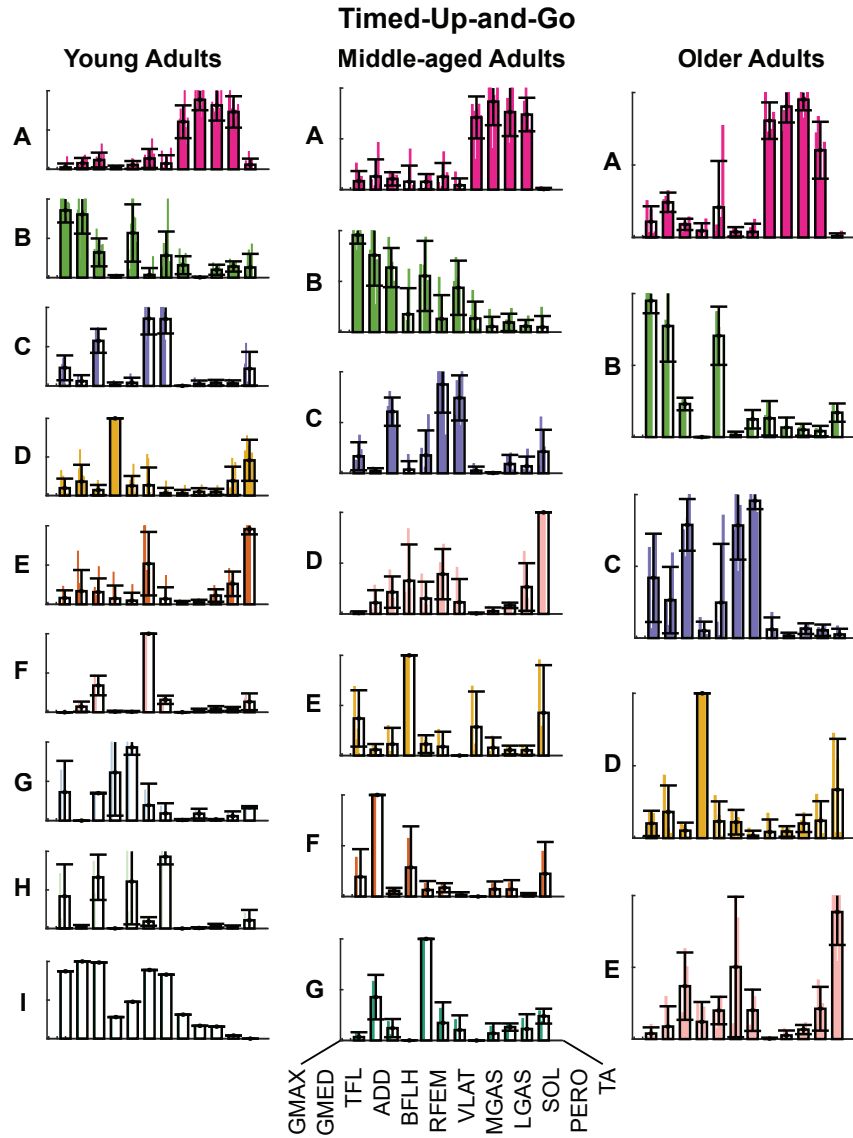 Timed-Up-and-Go
Young Adults
Middle-aged Adults
Older Adults
A
B
C
D
E
F
G
H
I
A
B
C
D
E
F
G
A
B
C
D
E
GMAX
GMED
TFL
ADD
BFLH
RFEM
VLAT
MGAS
LGAS
SOL
PERO
TA